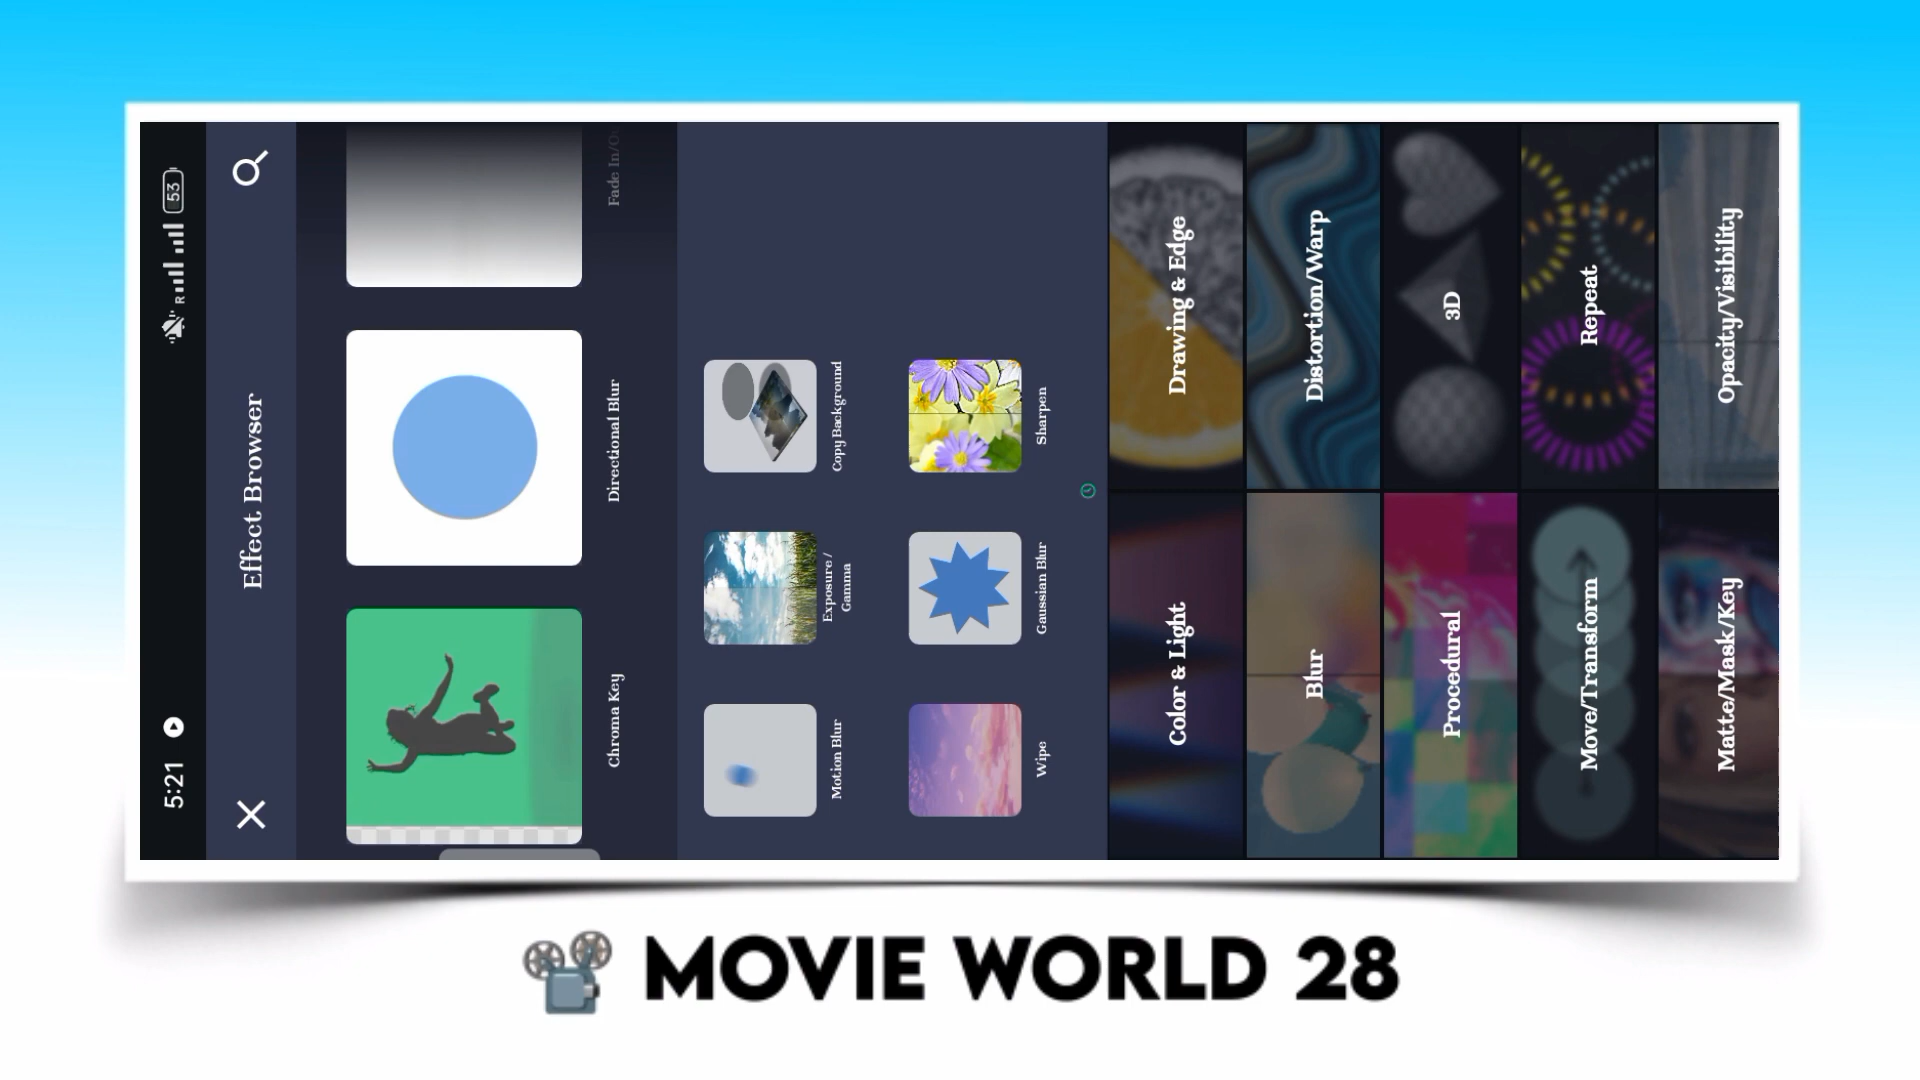 5:21
R
53
Effect Browser
Chroma Key
Directional Blur
Fade In/O
Motion Blur
Exposure /
Gamma
Copy Background
Wipe
Gaussian Blur
Sharpen
Color & Light
Drawing & Edge
Blur
Distortion/Warp
Procedural
3D
Move/Transform
Repeat
Matte/Mask/Key
Opacity/Visibility
MOVIE WORLD 28